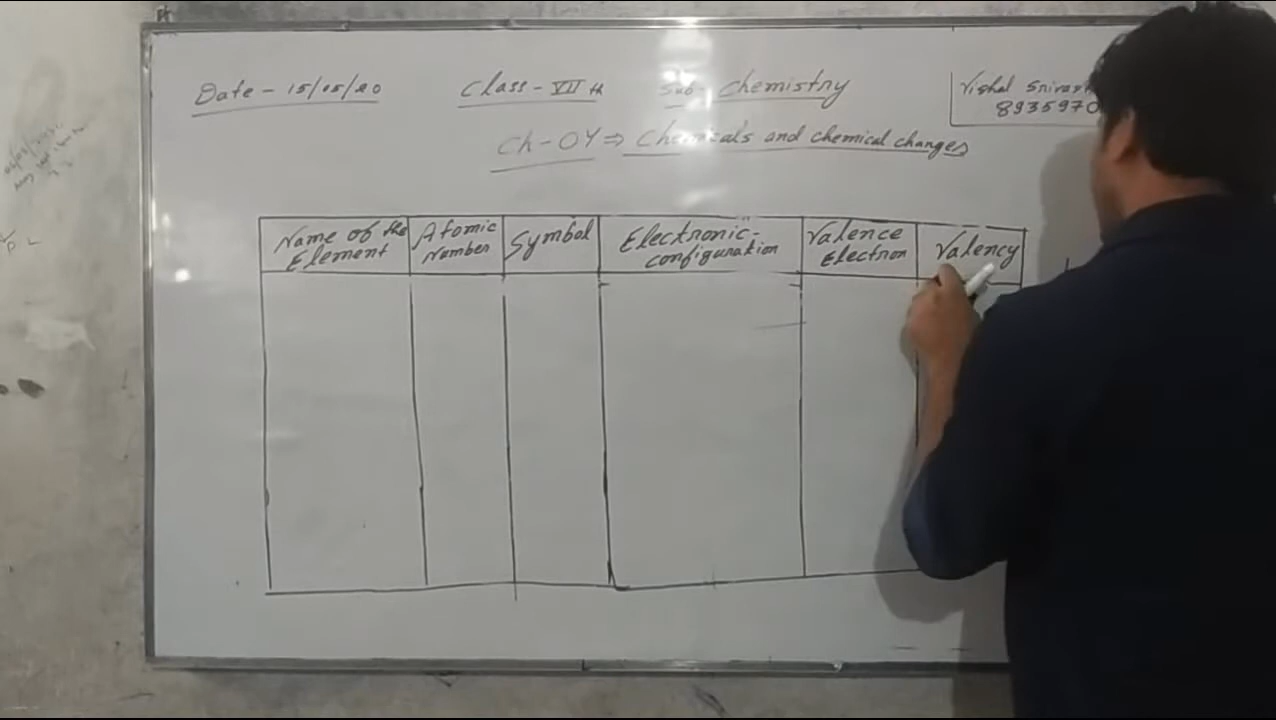 Date - 15/05/20
Class - VII th
Sub - Chemistry
Vishal Srivast
8935970
Ch-04 ⇒ Chemicals and chemical changes
Name of the
Element
Atomic
Number
Symbol
Electronic-
configuration
Valence
Electron
Valency